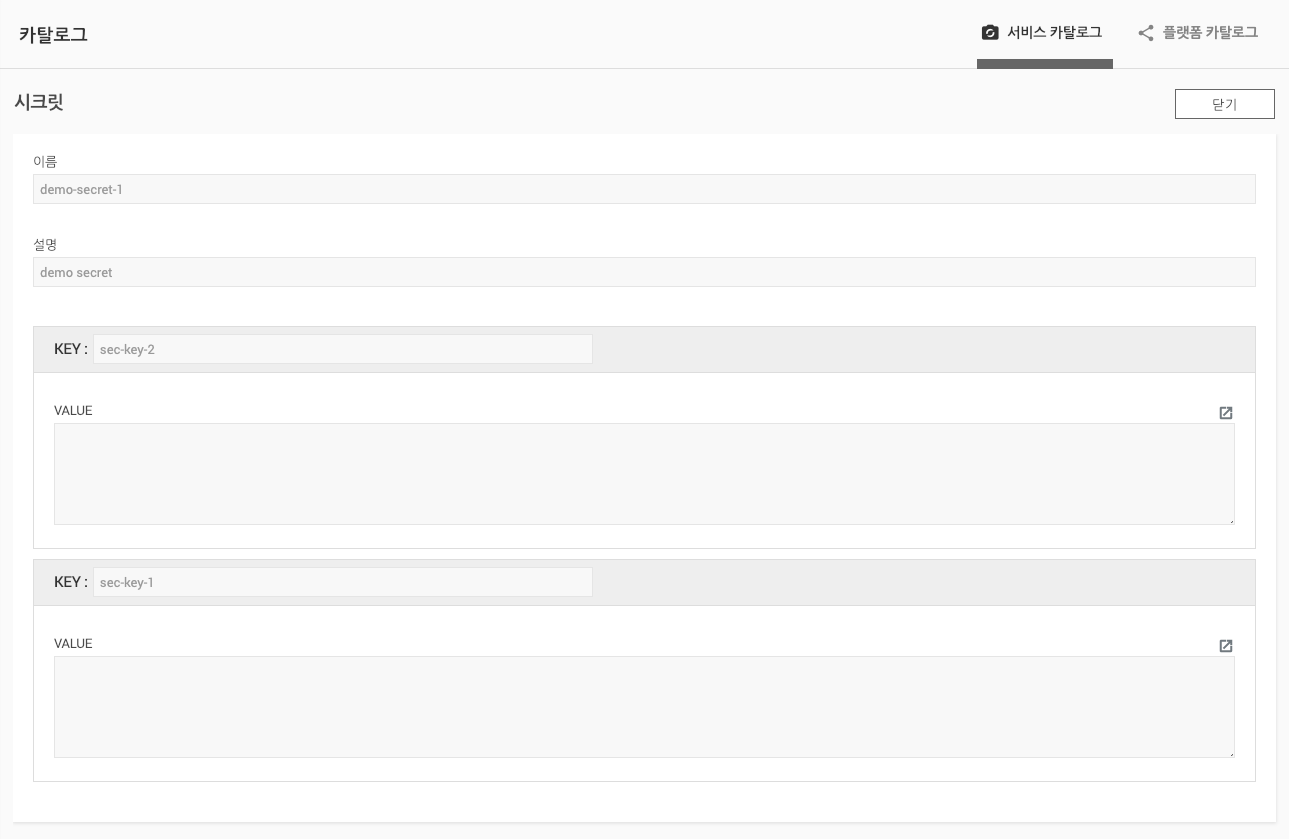 카탈로그
서비스 카탈로그
플랫폼 카탈로그
시크릿
닫기
이름
demo-secret-1
설명
demo secret
KEY : sec-key-2
VALUE
KEY : sec-key-1
VALUE